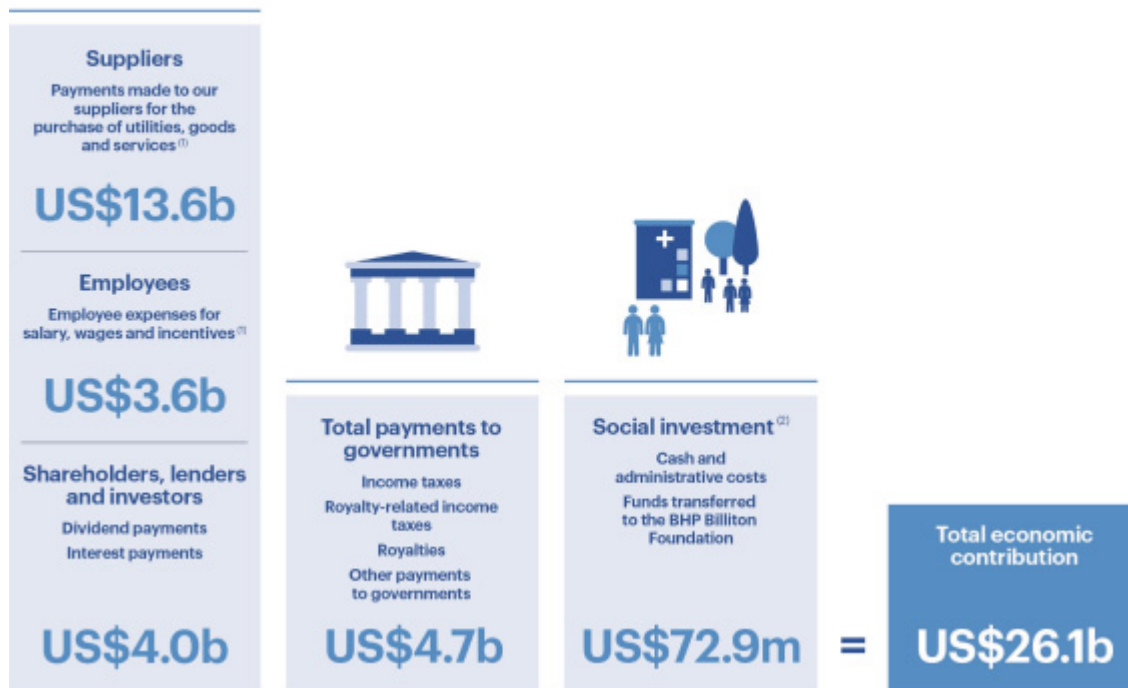 Suppliers
Payments made to our
suppliers for the
purchase of utilities, goods
and services (1)
US$13.6b
Employees
Employee expenses for
salary, wages and incentives (1)
US$3.6b
Shareholders, lenders
and investors
Dividend payments
Interest payments
US$4.0b
Total payments to
governments
Income taxes
Royalty-related income
taxes
Royalties
Other payments
to governments
US$4.7b
Social investment (2)
Cash and
administrative costs
Funds transferred
to the BHP Billiton
Foundation
US$72.9m
=
Total economic
contribution
US$26.1b